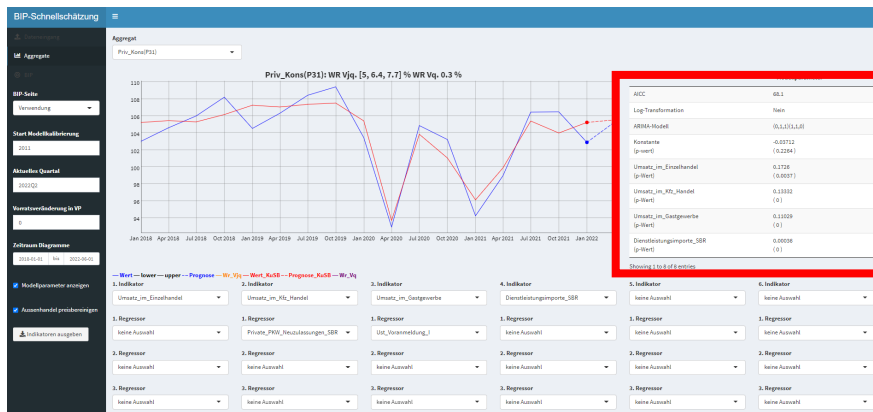 BIP-Schnellschätzung
Aggregate
BIP-Seite
Verwendung
Start Modellkalibrierung
2011
Aktuelles Quartal
2022Q2
Vorratsveränderung in VP
0
Zeitraum Diagramme
2018-01-01 bis 2022-06-01
Modellparameter anzeigen
Aussenhandel preisbereinigen
Indikatoren ausgeben
Aggregat
Priv_Kons(P31)
Priv_Kons(P31): WR Vjq. [5, 6.4, 7.7] % WR Vq. 0.3 %
110
108
106
104
102
100
98
96
94
Jan 2018 Apr 2018 Jul 2018 Oct 2018 Jan 2019 Apr 2019 Jul 2019 Oct 2019 Jan 2020 Apr 2020 Jul 2020 Oct 2020 Jan 2021 Apr 2021 Jul 2021 Oct 2021 Jan 2022
Wert lower upper Prognose Wr_Vjq Wert_KuSB Prognose_KuSB Wr_Vq
AICC 68.1
Log-Transformation Nein
ARIMA-Modell (0,1,1)(1,1,0)
Konstante -0.03712
(p-wert) ( 0.2264 )
Umsatz_im_Einzelhandel 0.1726
(p-Wert) ( 0.0037 )
Umsatz_im_Kfz_Handel 0.13332
(p-Wert) ( 0 )
Umsatz_im_Gastgewerbe 0.11029
(p-Wert) ( 0 )
Dienstleistungsimporte_SBR 0.00036
(p-Wert) ( 0 )
Showing 1 to 8 of 8 entries
1. Indikator 2. Indikator 3. Indikator 4. Indikator 5. Indikator 6. Indikator
Umsatz_im_Einzelhandel Umsatz_im_Kfz_Handel Umsatz_im_Gastgewerbe Dienstleistungsimporte_SBR keine Auswahl keine Auswahl
1. Regressor 1. Regressor 1. Regressor 1. Regressor 1. Regressor 1. Regressor
keine Auswahl Private_PKW_Neuzulassungen_SBR Ust_Voranmeldung_I keine Auswahl keine Auswahl keine Auswahl
2. Regressor 2. Regressor 2. Regressor 2. Regressor 2. Regressor 2. Regressor
keine Auswahl keine Auswahl keine Auswahl keine Auswahl keine Auswahl keine Auswahl
3. Regressor 3. Regressor 3. Regressor 3. Regressor 3. Regressor 3. Regressor
keine Auswahl keine Auswahl keine Auswahl keine Auswahl keine Auswahl keine Auswahl